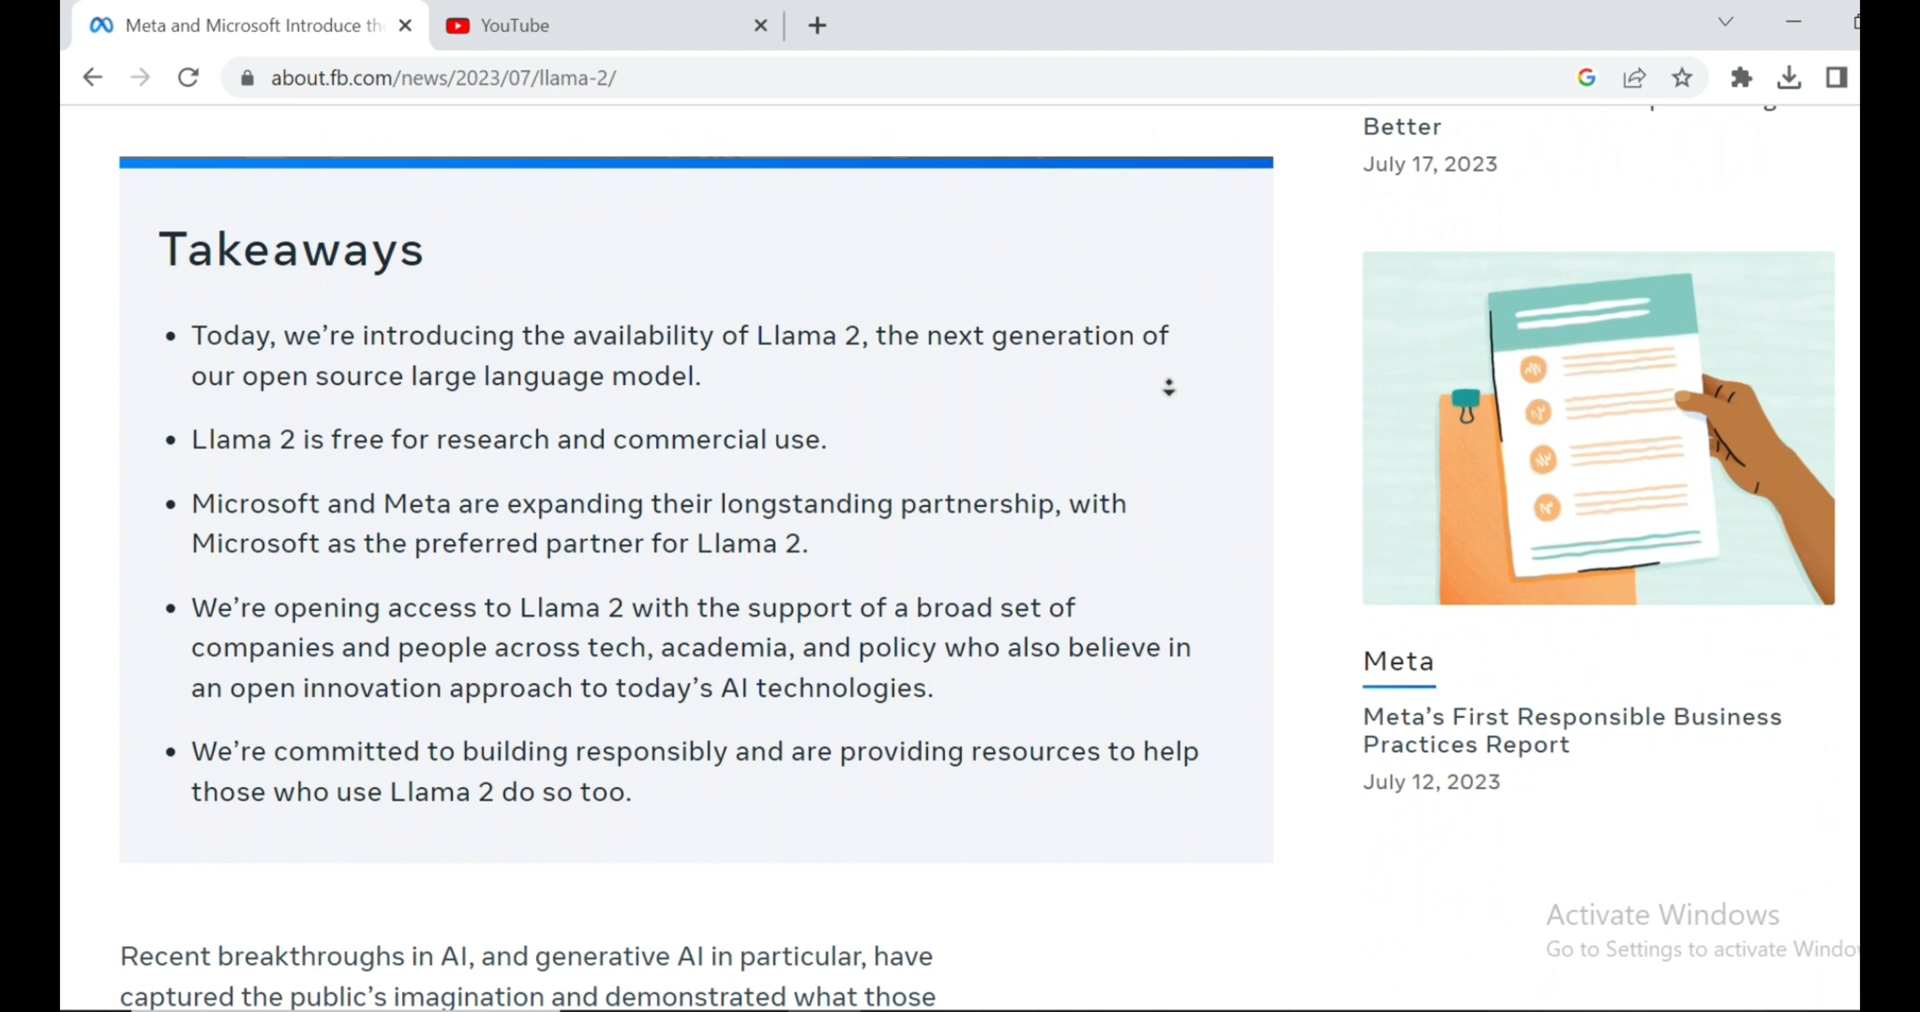 Meta and Microsoft Introduce th
YouTube
about.fb.com/news/2023/07/llama-2/
Better
July 17, 2023
Takeaways
• Today, we’re introducing the availability of Llama 2, the next generation of
our open source large language model.
• Llama 2 is free for research and commercial use.
• Microsoft and Meta are expanding their longstanding partnership, with
Microsoft as the preferred partner for Llama 2.
• We’re opening access to Llama 2 with the support of a broad set of
companies and people across tech, academia, and policy who also believe in
an open innovation approach to today’s AI technologies.
• We’re committed to building responsibly and are providing resources to help
those who use Llama 2 do so too.
Meta
Meta’s First Responsible Business
Practices Report
July 12, 2023
Recent breakthroughs in AI, and generative AI in particular, have
captured the public’s imagination and demonstrated what those
Activate Windows
Go to Settings to activate Windo